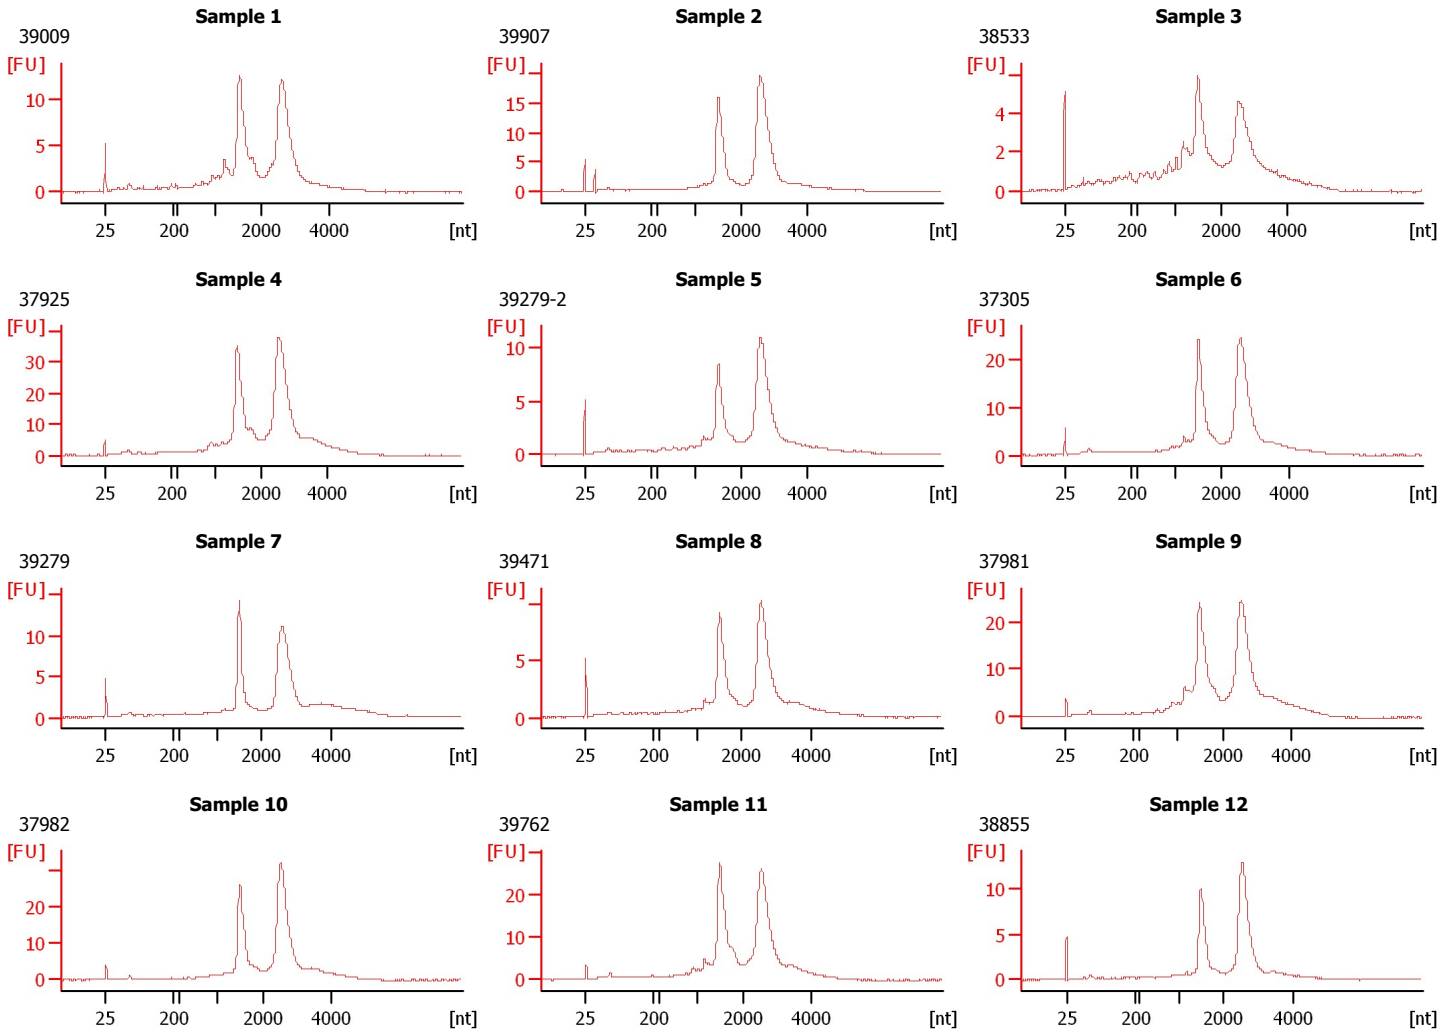 Sample 1
39009
[FU]
10
5
0
25 200 2000 4000 [nt]
Sample 2
39907
[FU]
15
10
5
0
25 200 2000 4000 [nt]
Sample 3
38533
[FU]
4
2
0
25 200 2000 4000 [nt]
Sample 4
37925
[FU]
30
20
10
0
25 200 2000 4000 [nt]
Sample 5
39279-2
[FU]
10
5
0
25 200 2000 4000 [nt]
Sample 6
37305
[FU]
20
10
0
25 200 2000 4000 [nt]
Sample 7
39279
[FU]
10
5
0
25 200 2000 4000 [nt]
Sample 8
39471
[FU]
5
0
25 200 2000 4000 [nt]
Sample 9
37981
[FU]
20
10
0
25 200 2000 4000 [nt]
Sample 10
37982
[FU]
20
10
0
25 200 2000 4000 [nt]
Sample 11
39762
[FU]
20
10
0
25 200 2000 4000 [nt]
Sample 12
38855
[FU]
10
5
0
25 200 2000 4000 [nt]